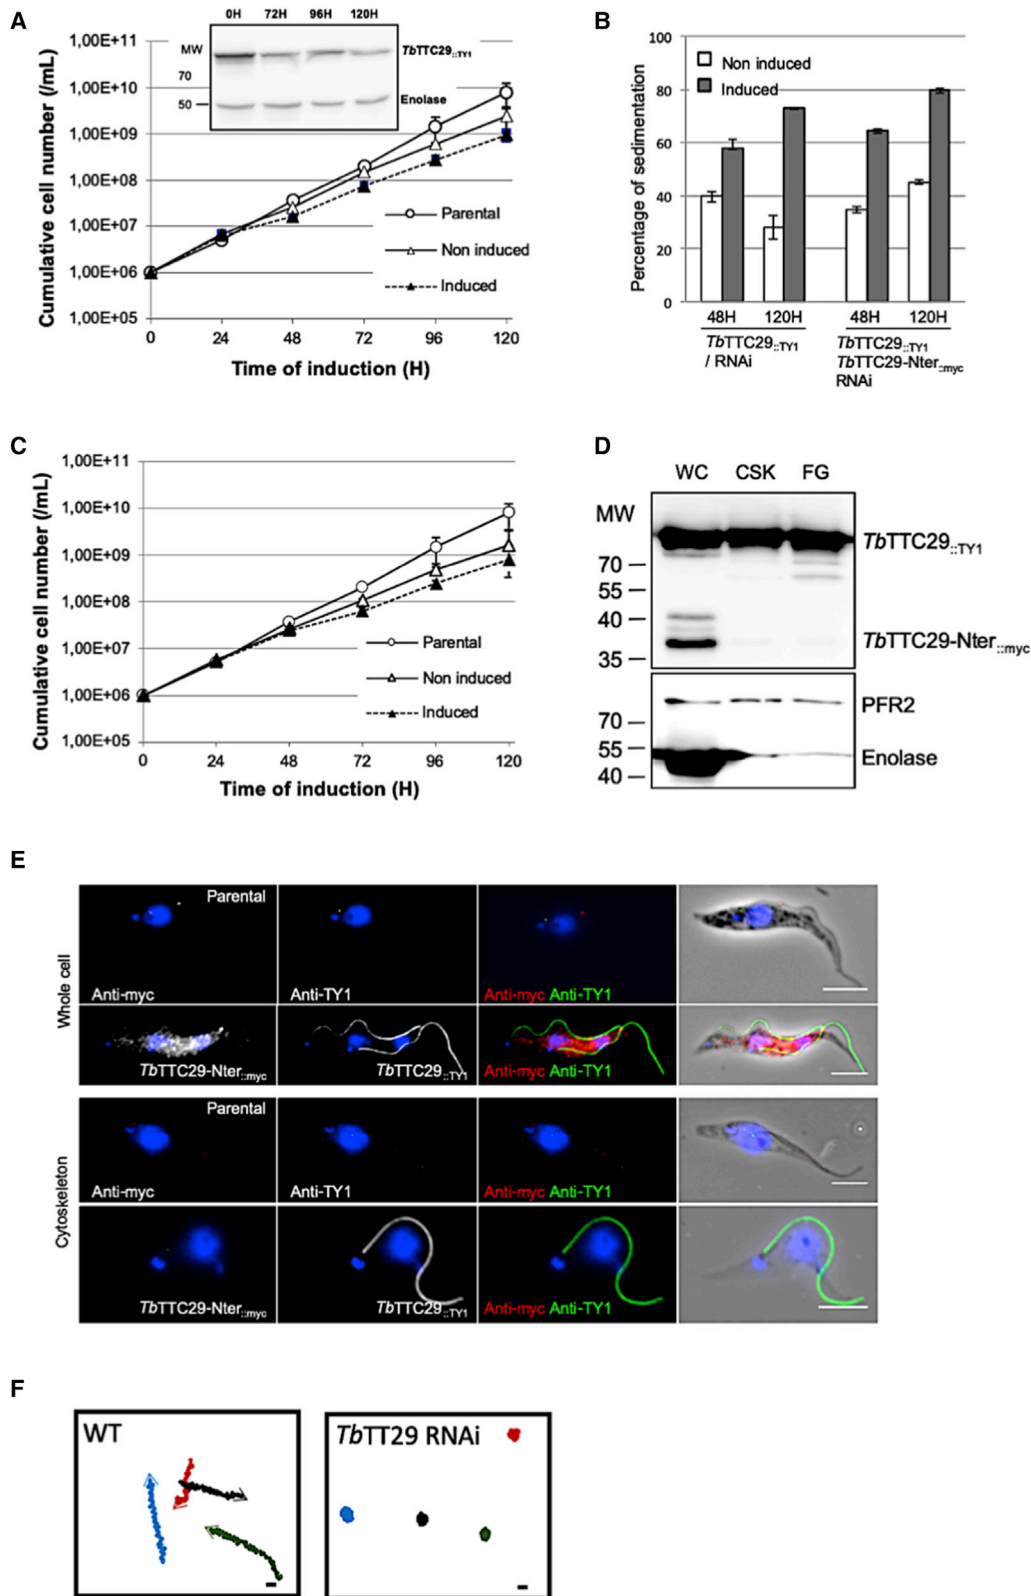 A
0H 72H 96H 120H
MW
70
50
TbTTC29::TY1
Enolase
1,00E+11
1,00E+10
1,00E+09
1,00E+08
1,00E+07
1,00E+06
1,00E+05
Cumulative cell number (/mL)
Parental
Non induced
Induced
0 24 48 72 96 120
Time of induction (H)
B
100
80
60
40
20
0
Percentage of sedimentation
Non induced
Induced
48H 120H 48H 120H
TbTTC29::TY1
/ RNAi
TbTTC29::TY1
TbTTC29-Nter::myc
RNAi
C
1,00E+11
1,00E+10
1,00E+09
1,00E+08
1,00E+07
1,00E+06
1,00E+05
Cumulative cell number (/mL)
Parental
Non induced
Induced
0 24 48 72 96 120
Time of induction (H)
D
WC CSK FG
MW
70
55
40
35
TbTTC29::TY1
TbTTC29-Nter::myc
70
55
40
PFR2
Enolase
E
Whole cell
Parental
Anti-myc
Anti-TY1
Anti-myc Anti-TY1
TbTTC29-Nter::myc
TbTTC29::TY1
Anti-myc Anti-TY1
Cytoskeleton
Parental
Anti-myc
Anti-TY1
Anti-myc Anti-TY1
TbTTC29-Nter::myc
TbTTC29::TY1
Anti-myc Anti-TY1
F
WT
TbTT29 RNAi